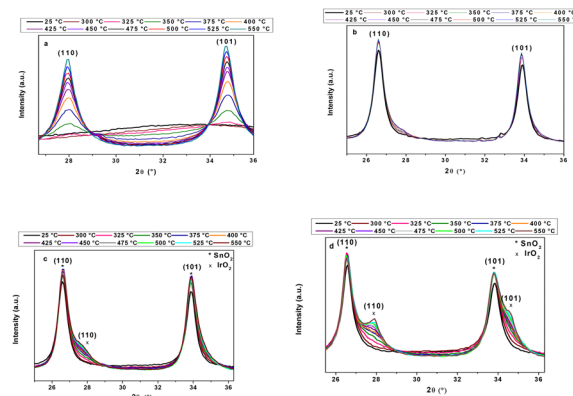 25 °C 300 °C 325 °C 350 °C 375 °C 400 °C
425 °C 450 °C 475 °C 500 °C 525 °C 550 °C
a
(110)
(101)
Intensity (a.u.)
28 30 32 34 36
2θ (°)
25 °C 300 °C 325 °C 350 °C 375 °C 400 °C
425 °C 450 °C 475 °C 500 °C 525 °C 550 °C
b
(110)
(101)
Intensity (a.u.)
26 28 30 32 34 36
2θ (°)
25 °C 300 °C 325 °C 350 °C 375 °C 400 °C
425 °C 450 °C 475 °C 500 °C 525 °C 550 °C
c
(110)
*
(101)
*
* SnO₂
x IrO₂
(110)
x
Intensity (a.u.)
26 28 30 32 34 36
2θ (°)
25 °C 300 °C 325 °C 350 °C 375 °C 400 °C
425 °C 450 °C 475 °C 500 °C 525 °C 550 °C
(110)
*
d
* SnO₂
x IrO₂
(101)
*
(110)
x
(101)
x
Intensity (a.u.)
26 28 30 32 34 36
2θ (°)